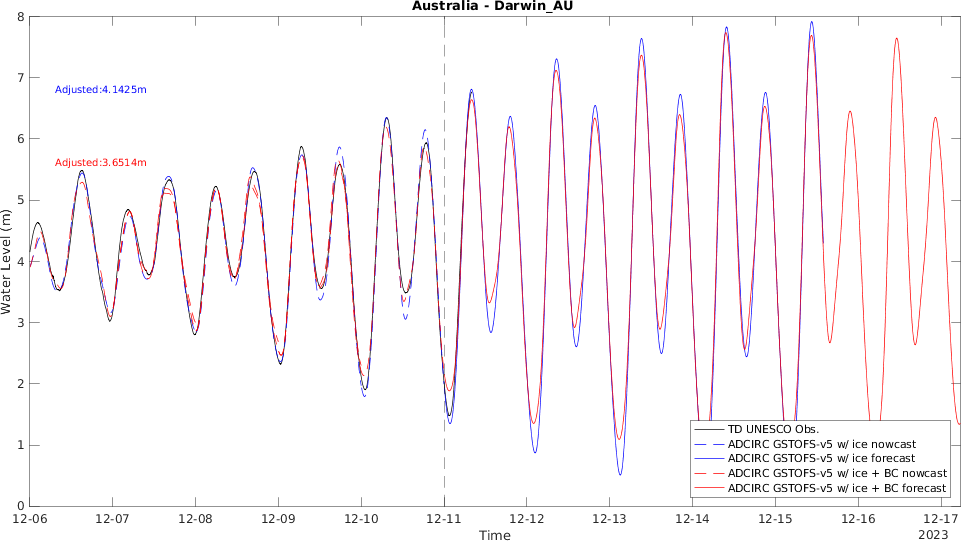 Australia - Darwin_AU
8
7
6
5
4
3
2
1
0
Water Level (m)
Adjusted:4.1425m
Adjusted:3.6514m
TD UNESCO Obs.
ADCIRC GSTOFS-v5 w/ ice nowcast
ADCIRC GSTOFS-v5 w/ ice forecast
ADCIRC GSTOFS-v5 w/ ice + BC nowcast
ADCIRC GSTOFS-v5 w/ ice + BC forecast
12-06 12-07 12-08 12-09 12-10 12-11 12-12 12-13 12-14 12-15 12-16 12-17
Time
2023